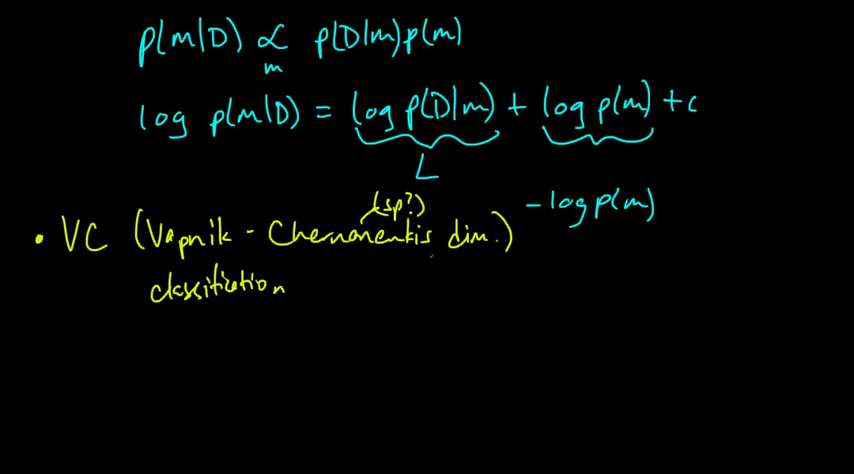 p(m|D) ∝ p(D|m)p(m)
m
log p(m|D) = log p(D|m) + log p(m) + c
L
- log p(m)
(sp?)
• VC (Vapnik - Chernonenkis dim.)
classification